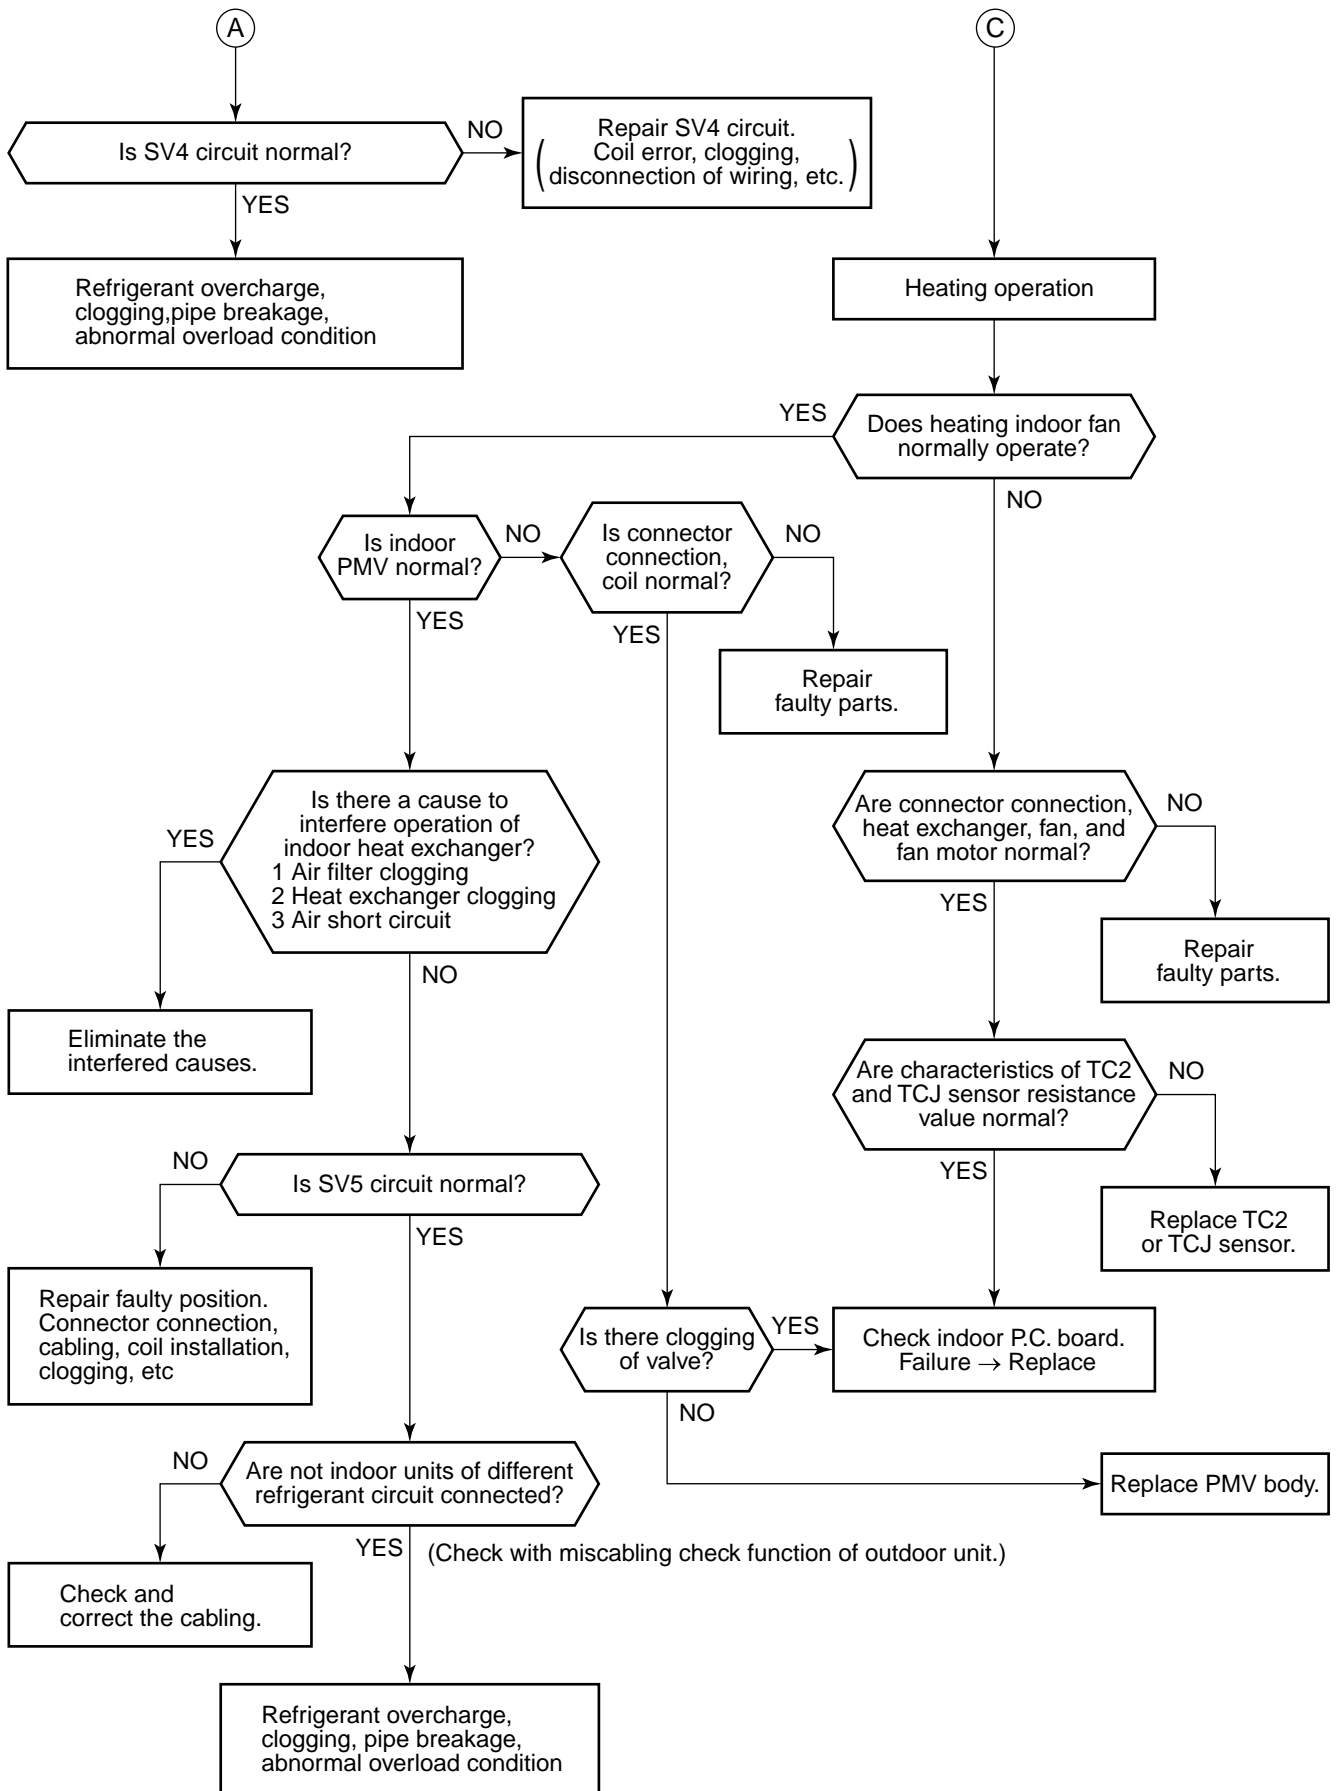 A
C
Is SV4 circuit normal?
NO
Repair SV4 circuit.
( Coil error, clogging,
disconnection of wiring, etc. )
YES
Refrigerant overcharge,
clogging,pipe breakage,
abnormal overload condition
Heating operation
Does heating indoor fan
normally operate?
YES
NO
Is indoor
PMV normal?
NO
YES
Is connector
connection,
coil normal?
NO
YES
Repair
faulty parts.
Is there a cause to
interfere operation of
indoor heat exchanger?
1 Air filter clogging
2 Heat exchanger clogging
3 Air short circuit
YES
NO
Eliminate the
interfered causes.
Are connector connection,
heat exchanger, fan, and
fan motor normal?
NO
YES
Repair
faulty parts.
Are characteristics of TC2
and TCJ sensor resistance
value normal?
NO
YES
Replace TC2
or TCJ sensor.
Is SV5 circuit normal?
NO
YES
Repair faulty position.
Connector connection,
cabling, coil installation,
clogging, etc
Is there clogging
of valve?
YES
NO
Check indoor P.C. board.
Failure → Replace
Replace PMV body.
Are not indoor units of different
refrigerant circuit connected?
NO
YES
(Check with miscabling check function of outdoor unit.)
Check and
correct the cabling.
Refrigerant overcharge,
clogging, pipe breakage,
abnormal overload condition